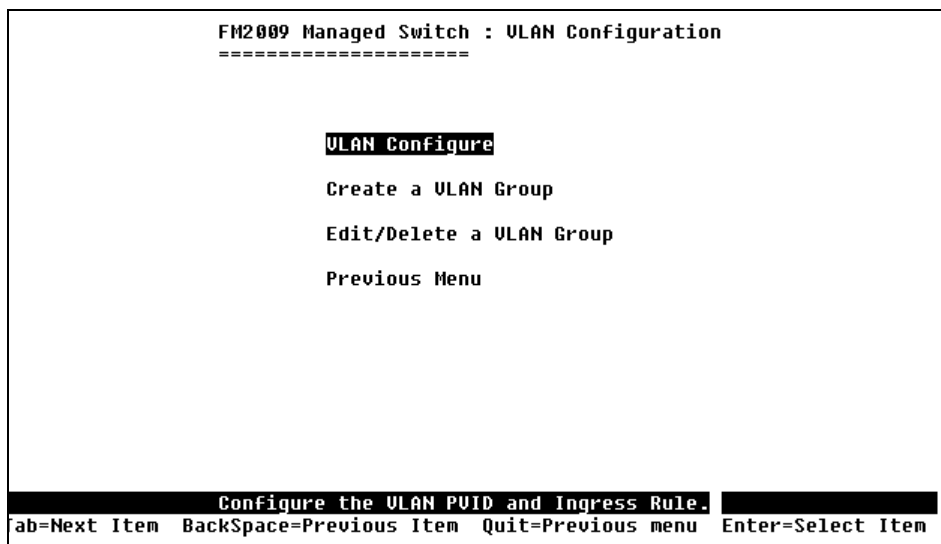 FM2009 Managed Switch : VLAN Configuration
======================
VLAN Configure
Create a VLAN Group
Edit/Delete a VLAN Group
Previous Menu
Configure the VLAN PVID and Ingress Rule.
Tab=Next Item BackSpace=Previous Item Quit=Previous menu Enter=Select Item